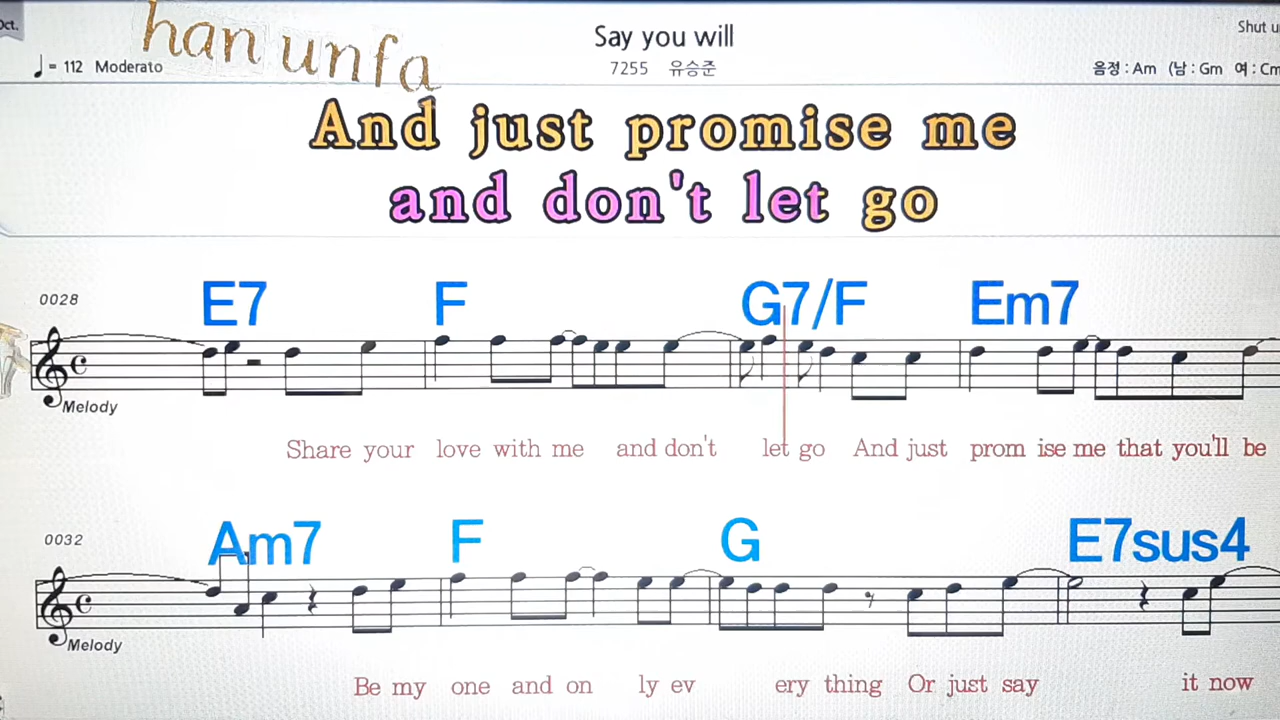 Oct.
han unfa
Say you will
Shut u
♩= 112 Moderato
7255 유승준
음정 : Am (남 : Gm 여 : Cm
And just promise me
and don't let go
E7 F G7/F Em7
0028
Melody
Share your love with me and don't let go And just prom ise me that you'll be
Am7 F G E7sus4
0032
Melody
Be my one and on ly ev ery thing Or just say it now